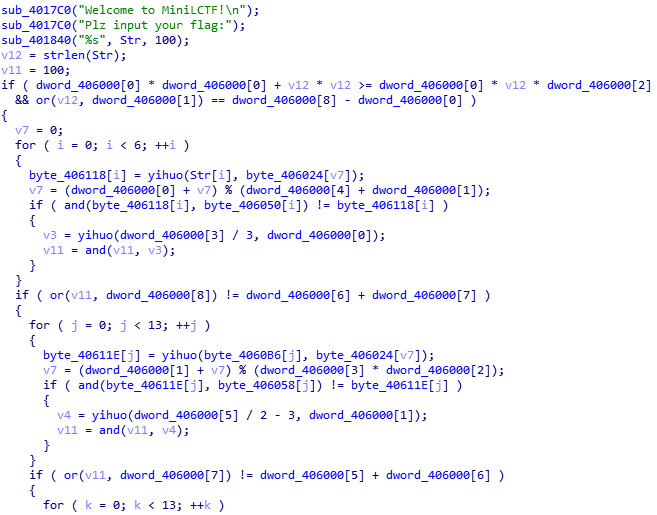 sub_4017C0("Welcome to MiniLCTF!\n");
sub_4017C0("Plz input your flag:");
sub_401840("%s", Str, 100);
v12 = strlen(Str);
v11 = 100;
if ( dword_406000[0] * dword_406000[0] + v12 * v12 >= dword_406000[0] * v12 * dword_406000[2]
&& or(v12, dword_406000[1]) == dword_406000[8] - dword_406000[0] )
{
v7 = 0;
for ( i = 0; i < 6; ++i )
{
byte_406118[i] = yihuo(Str[i], byte_406024[v7]);
v7 = (dword_406000[0] + v7) % (dword_406000[4] + dword_406000[1]);
if ( and(byte_406118[i], byte_406050[i]) != byte_406118[i] )
{
v3 = yihuo(dword_406000[3] / 3, dword_406000[0]);
v11 = and(v11, v3);
}
}
if ( or(v11, dword_406000[8]) != dword_406000[6] + dword_406000[7] )
{
for ( j = 0; j < 13; ++j )
{
byte_40611E[j] = yihuo(byte_4060B6[j], byte_406024[v7]);
v7 = (dword_406000[1] + v7) % (dword_406000[3] * dword_406000[2]);
if ( and(byte_40611E[j], byte_406058[j]) != byte_40611E[j] )
{
v4 = yihuo(dword_406000[5] / 2 - 3, dword_406000[1]);
v11 = and(v11, v4);
}
}
if ( or(v11, dword_406000[7]) != dword_406000[5] + dword_406000[6] )
{
for ( k = 0; k < 13; ++k )